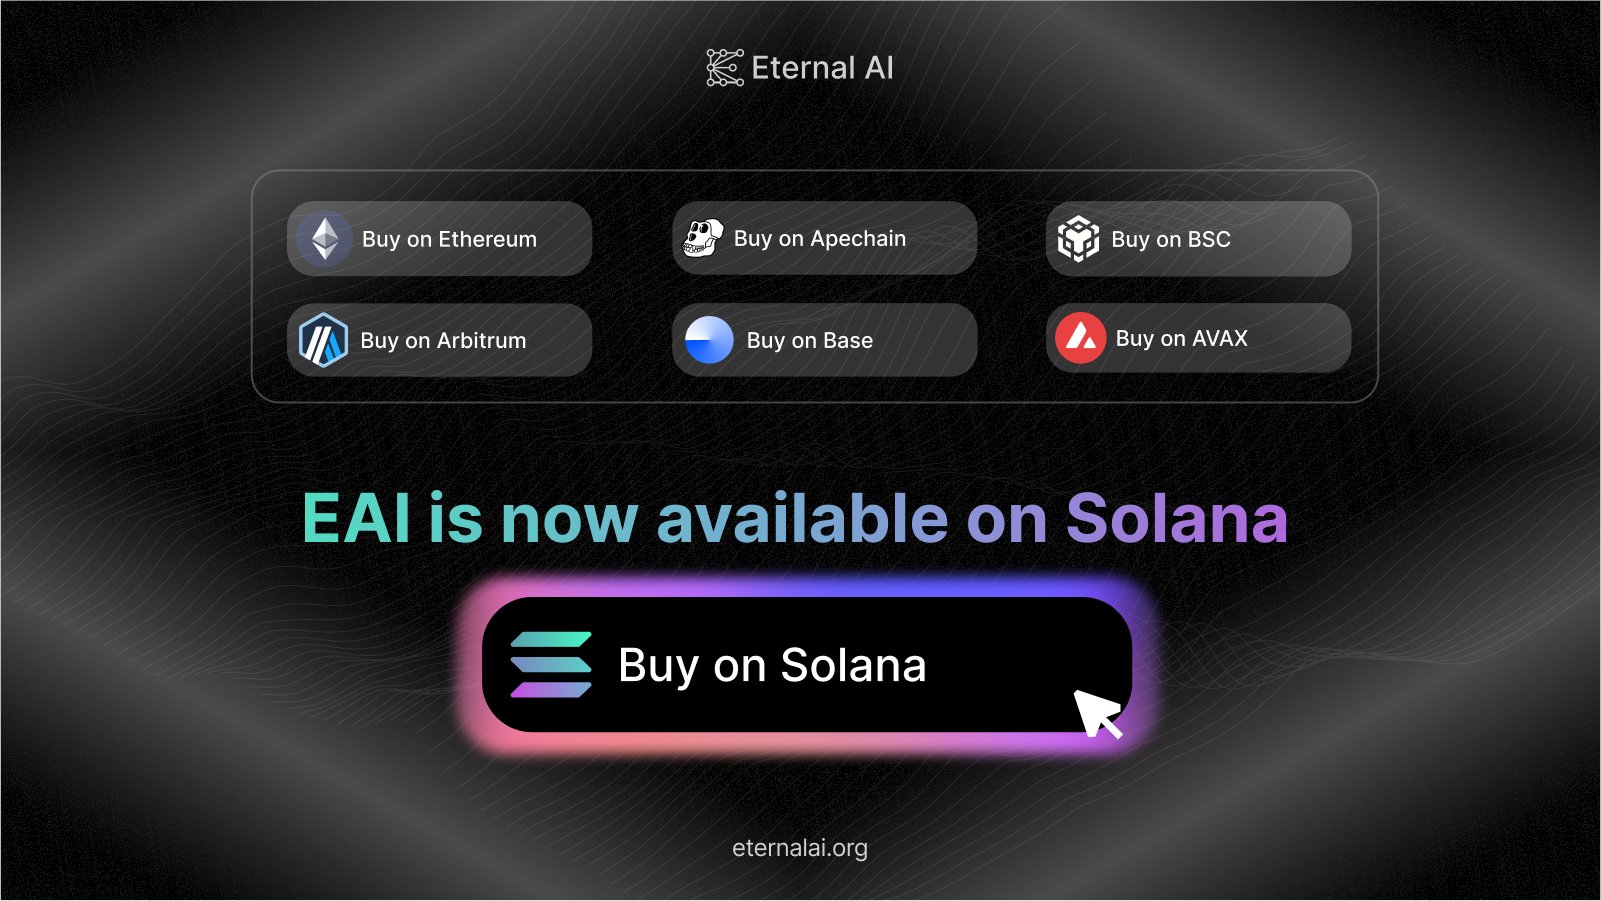 Eternal AI
Buy on Ethereum
Buy on Apechain
Buy on BSC
Buy on Arbitrum
Buy on Base
Buy on AVAX
EAI is now available on Solana
Buy on Solana
eternalai.org